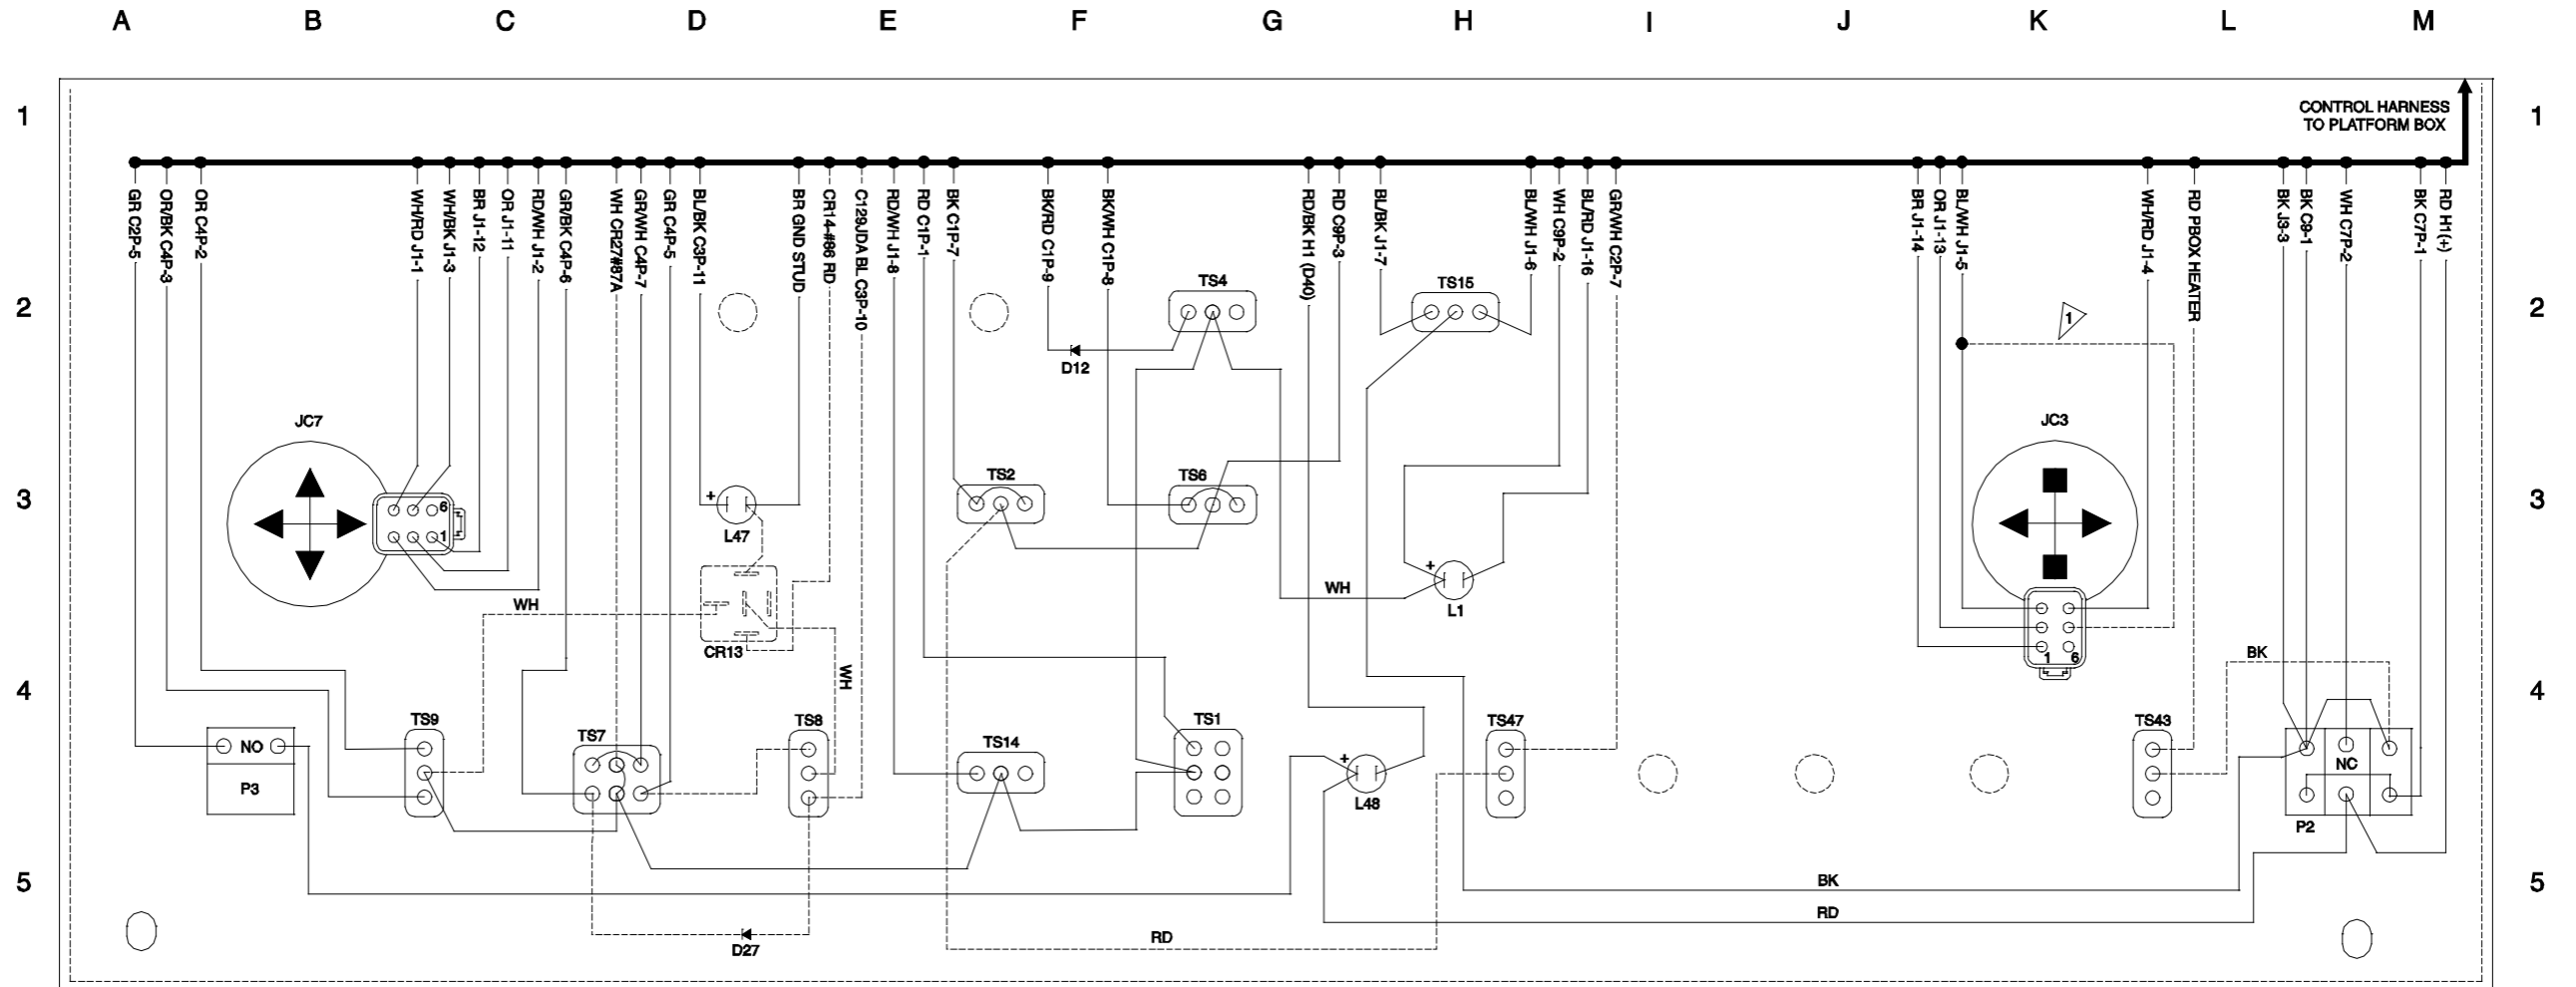 A B C D E F G H I J K L M
1 1
CONTROL HARNESS
TO PLATFORM BOX
GR C2P-5
OR/BK C4P-3
OR C4P-2
WH/RD J1-1
WH/BK J1-3
BR J1-12
OR J1-11
RD/WH J1-2
GR/BK C4P-6
WH CR27#87A
GR/WH C4P-7
GR C4P-5
BL/BK C3P-11
BR GND STUD
CR14-#86 RD
C129JDA BL C3P-10
RD/WH J1-8
RD C1P-1
BK C1P-7
BK/RD C1P-9
BK/WH C1P-8
RD/BK H1 (D40)
RD C9P-3
BL/BK J1-7
BL/WH J1-6
WH C9P-2
BL/RD J1-16
GR/WH C2P-7
BR J1-14
OR J1-13
BL/WH J1-5
WH/RD J1-4
RD PBOX HEATER
BK J3-3
BK C9-1
WH C7P-2
BK C7P-1
RD H1(+)
2 2
TS4
TS15
1
D12
JC7
JC3
3 3
6
1
+
L47
TS2
TS6
+
L1
WH
WH
CR13
WH
1 6
BK
4 4
NO
P3
TS9
TS7
TS8
TS14
TS1
+
L48
TS47
TS43
NC
P2
5 5
BK
RD
RD
D27